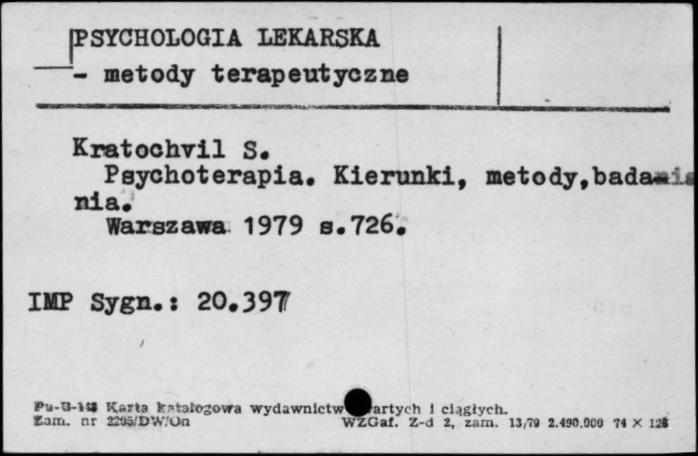 PSYCHOLOGIA LEKARSKA
- metody terapeutyczne
Kratochvil S.
Psychoterapia. Kierunki, metody,bada-
nia.
Warszawa 1979 s.726.
IMP Sygn.: 20.397
Karta katalogowa wydawnictw artych i ciągłych.
Zam. nr 2295/DW/On WZGaf. Z-d 2, zam. 13/79 2.490.000 74 X 128